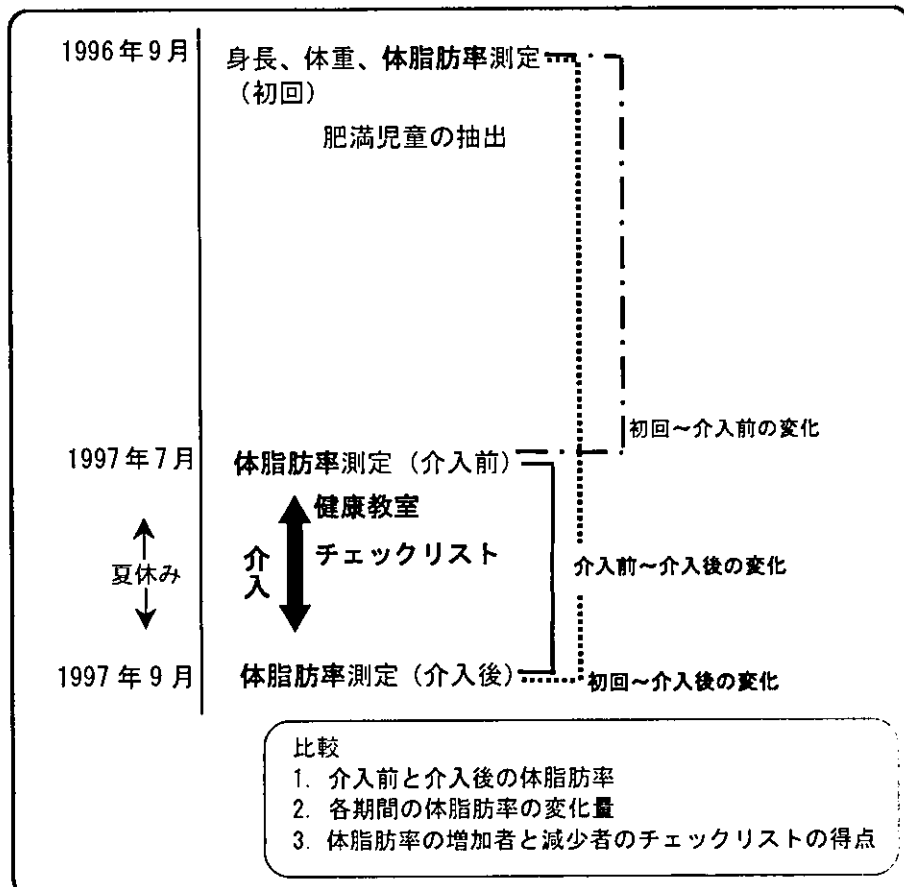 1996年9月
身長、体重、体脂肪率測定
（初回）
肥満児童の抽出
初回～介入前の変化
1997年7月
体脂肪率測定（介入前）
健康教室
チェックリスト
介入
夏休み
介入前～介入後の変化
1997年9月
体脂肪率測定（介入後）
初回～介入後の変化
比較
1. 介入前と介入後の体脂肪率
2. 各期間の体脂肪率の変化量
3. 体脂肪率の増加者と減少者のチェックリストの得点